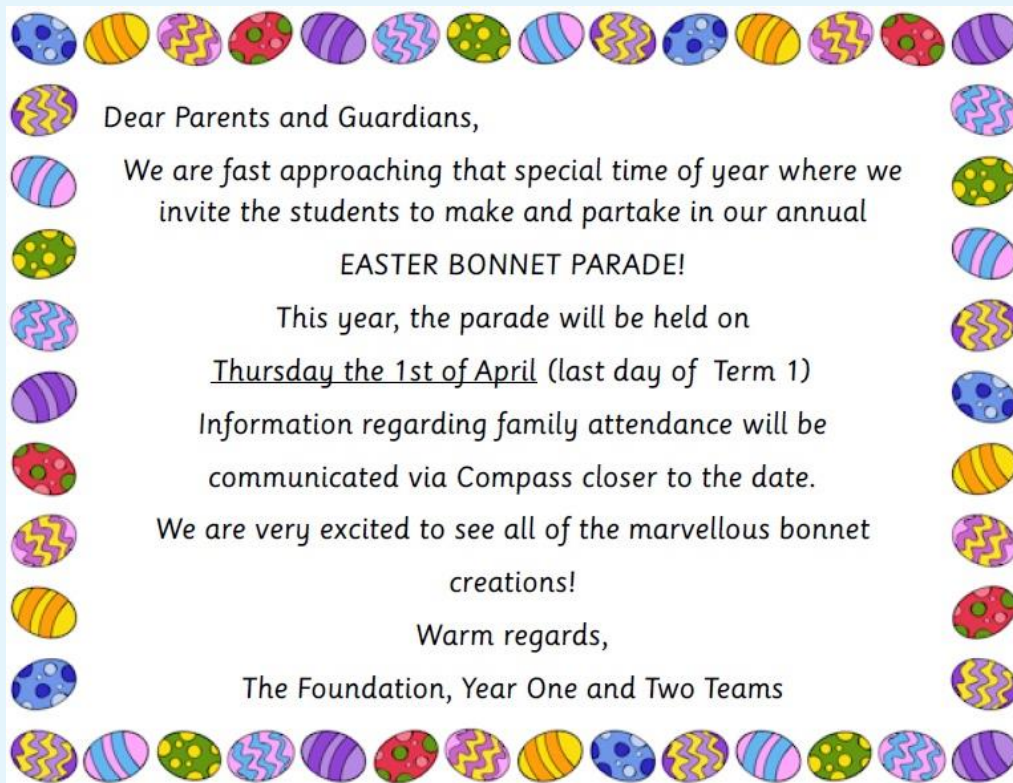 Dear Parents and Guardians,
We are fast approaching that special time of year where we
invite the students to make and partake in our annual
EASTER BONNET PARADE!
This year, the parade will be held on
Thursday the 1st of April (last day of Term 1)
Information regarding family attendance will be
communicated via Compass closer to the date.
We are very excited to see all of the marvellous bonnet
creations!
Warm regards,
The Foundation, Year One and Two Teams